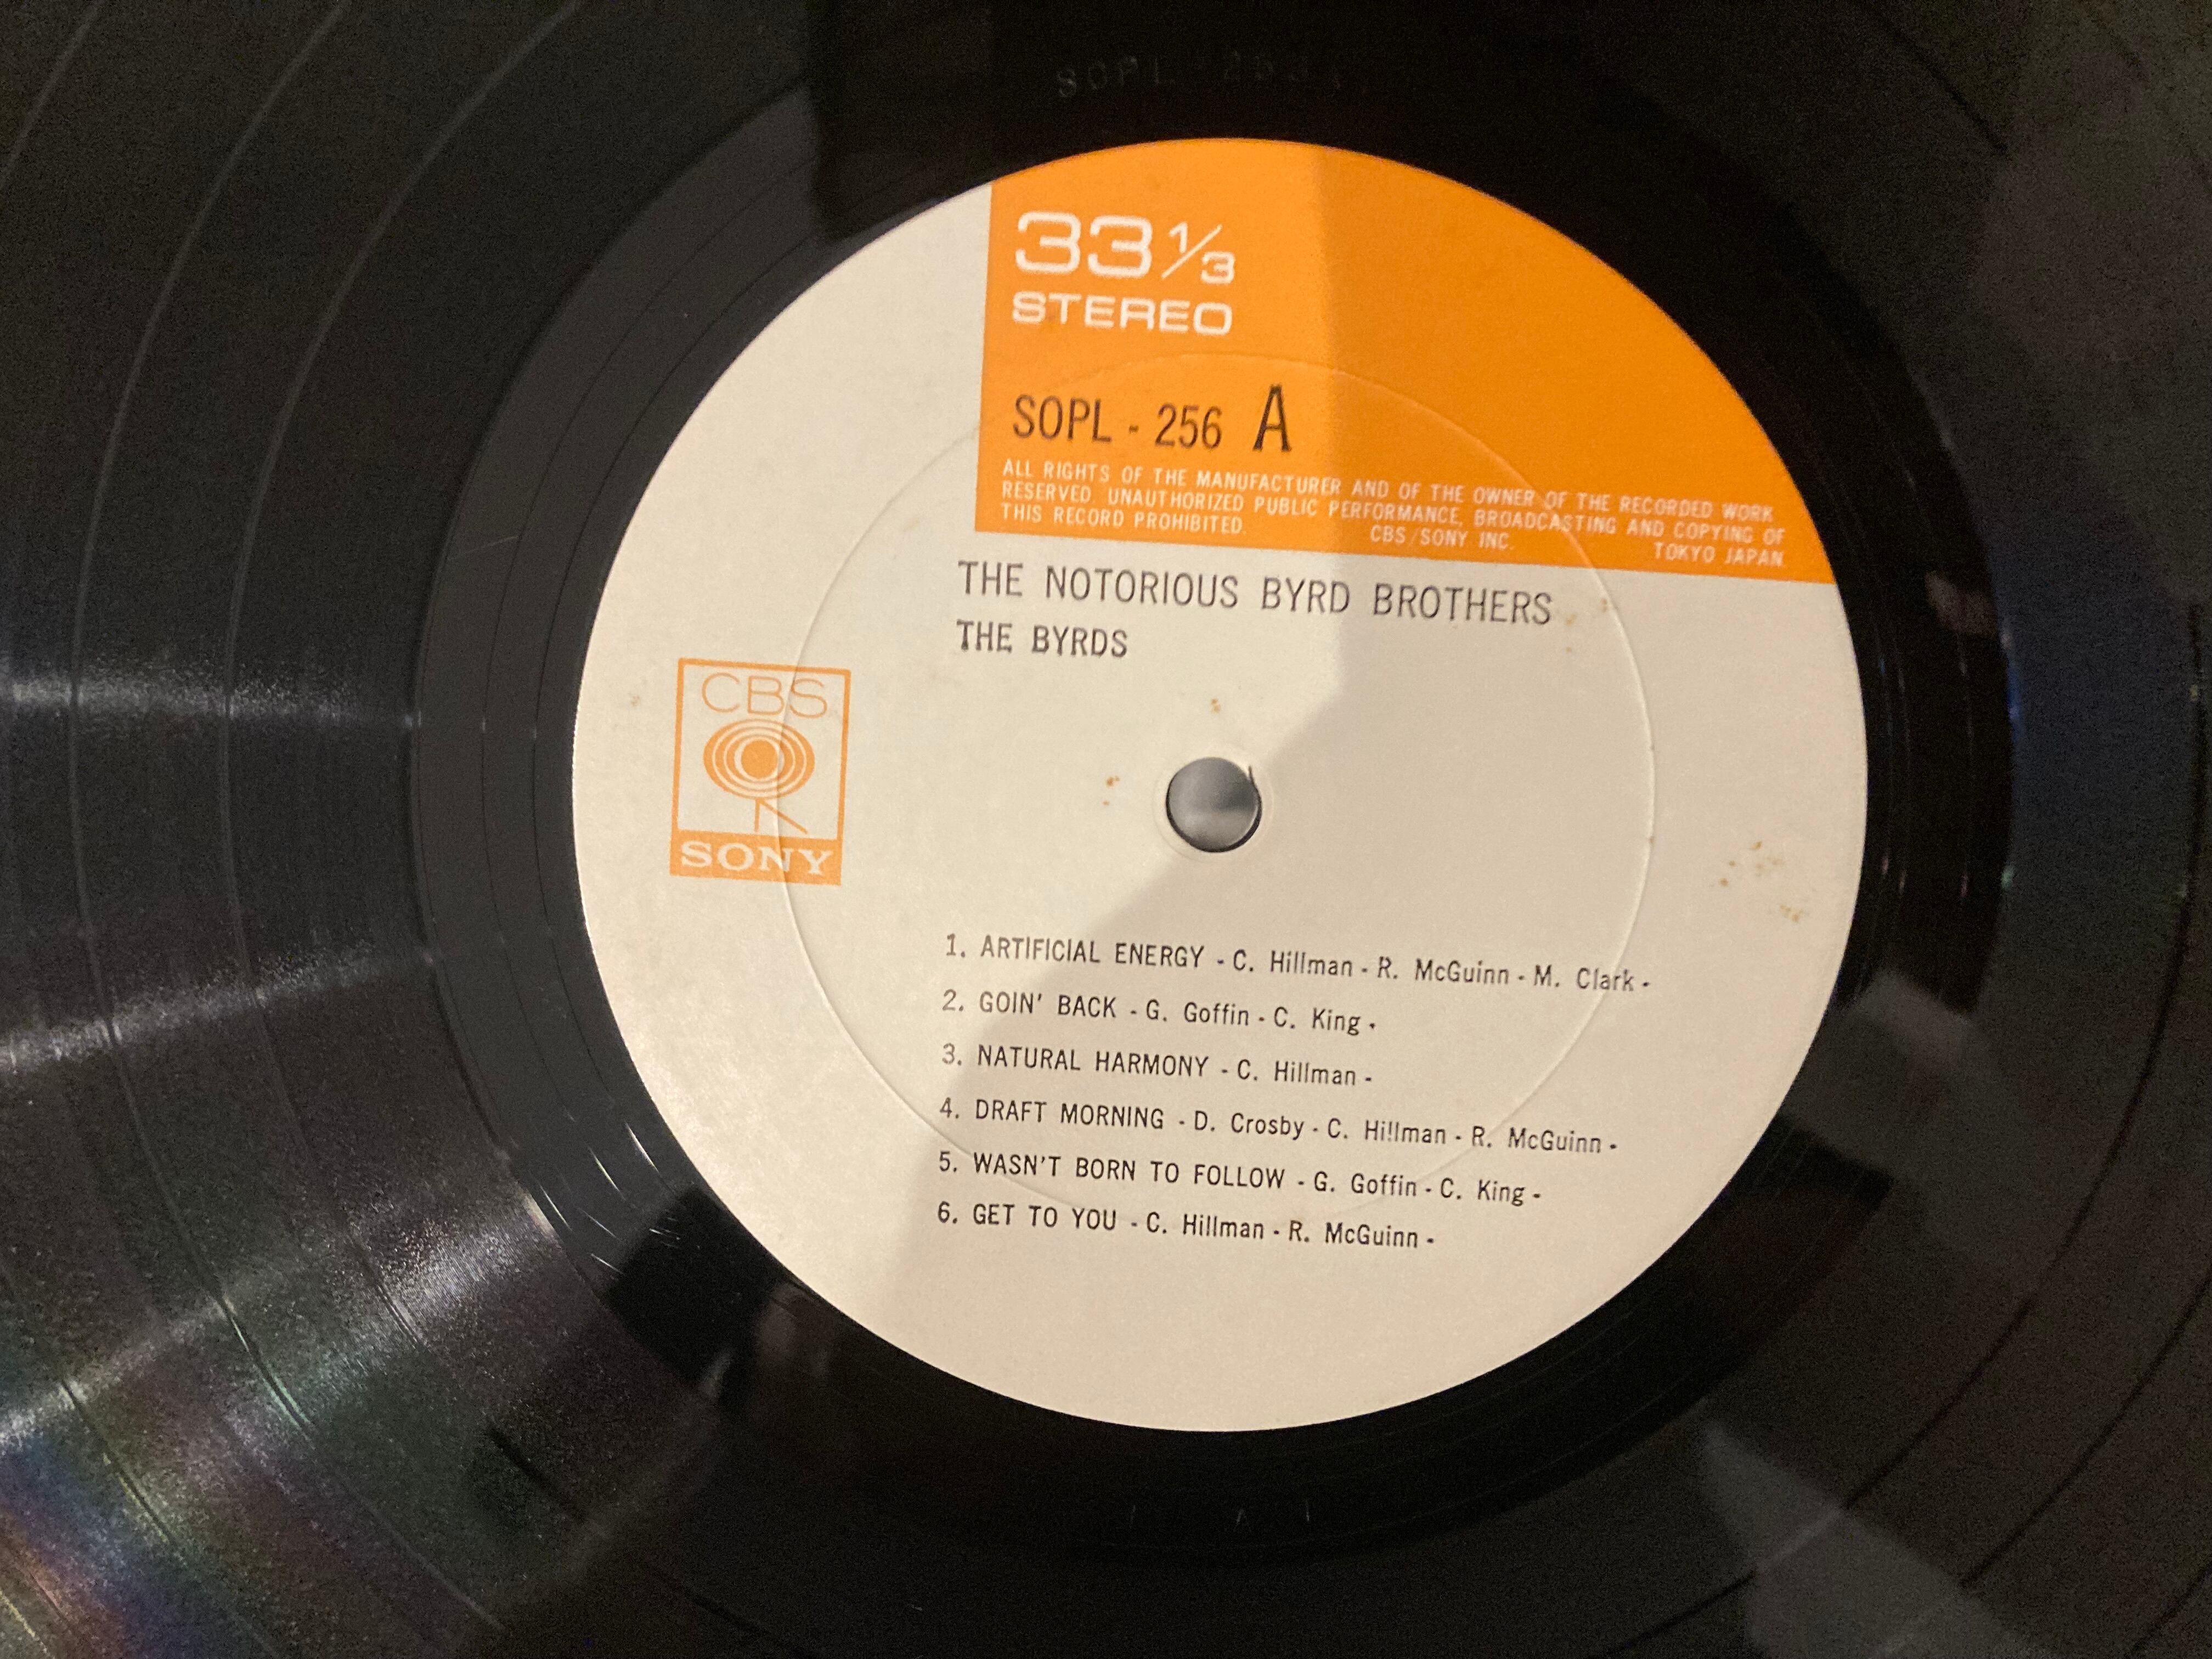 33 1/3
STEREO
SOPL - 256 A
ALL RIGHTS OF THE MANUFACTURER AND OF THE OWNER OF THE RECORDED WORK
RESERVED. UNAUTHORIZED PUBLIC PERFORMANCE, BROADCASTING AND COPYING OF
THIS RECORD PROHIBITED. CBS/SONY INC. TOKYO JAPAN.
THE NOTORIOUS BYRD BROTHERS
THE BYRDS
CBS
SONY
1. ARTIFICIAL ENERGY - C. Hillman - R. McGuinn - M. Clark -
2. GOIN' BACK - G. Goffin - C. King -
3. NATURAL HARMONY - C. Hillman -
4. DRAFT MORNING - D. Crosby - C. Hillman - R. McGuinn -
5. WASN'T BORN TO FOLLOW - G. Goffin - C. King -
6. GET TO YOU - C. Hillman - R. McGuinn -